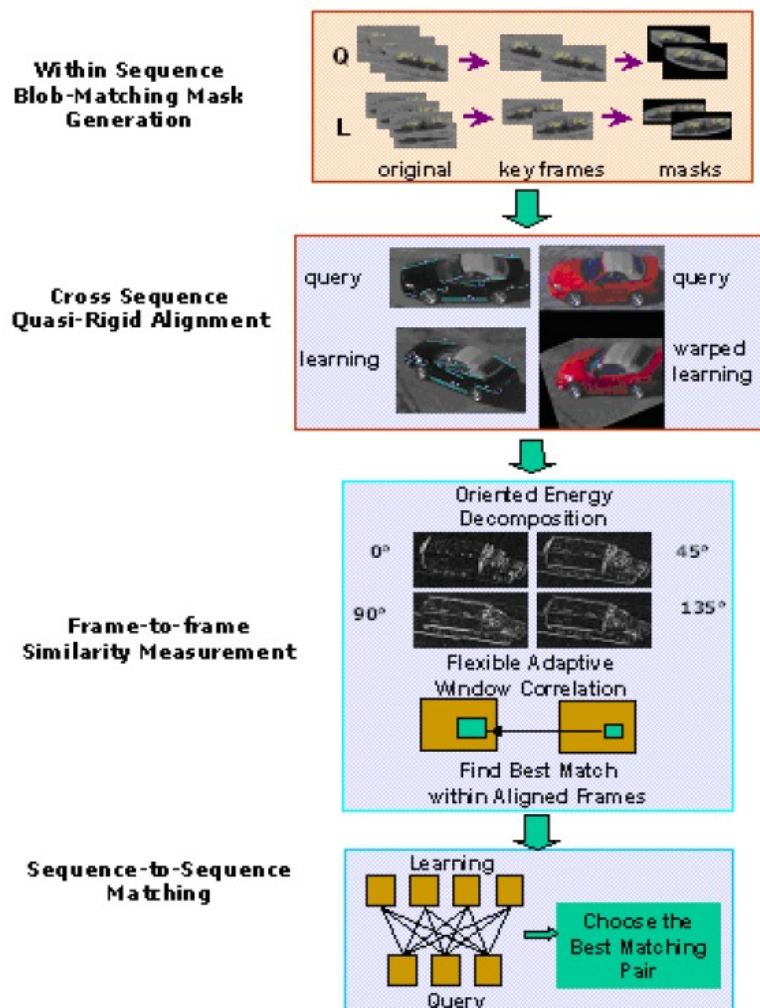 Within Sequence
Blob-Matching Mask
Generation
Q
L
original key frames masks
Cross Sequence
Quasi-Rigid Alignment
query
query
learning
warped
learning
Frame-to-frame
Similarity Measurement
Oriented Energy
Decomposition
0°
45°
90°
135°
Flexible Adaptive
Window Correlation
Find Best Match
within Aligned Frames
Sequence-to-Sequence
Matching
Learning
Choose the
Best Matching
Pair
Query